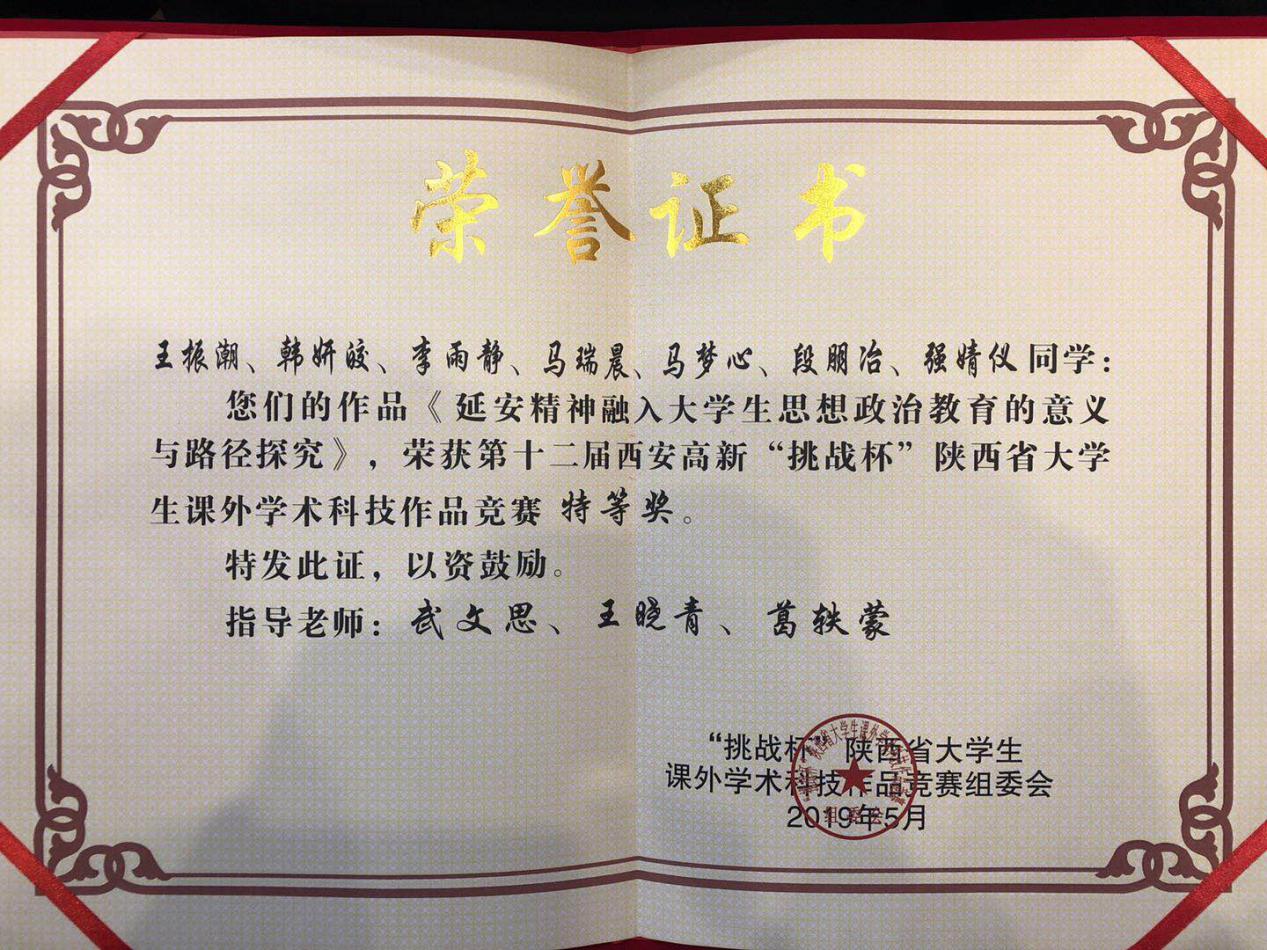 荣誉证书
王振潮、韩妍皎、李雨静、马瑞晨、马梦心、段朋冶、强婧仪同学：
您们的作品《延安精神融入大学生思想政治教育的意义
与路径探究》，荣获第十二届西安高新“挑战杯”陕西省大学
生课外学术科技作品竞赛 特等奖。
特发此证，以资鼓励。
指导老师：武文思、王晓青、葛轶蒙
“挑战杯”陕西省大学生
课外学术科技作品竞赛组委会
2019年5月
组委会